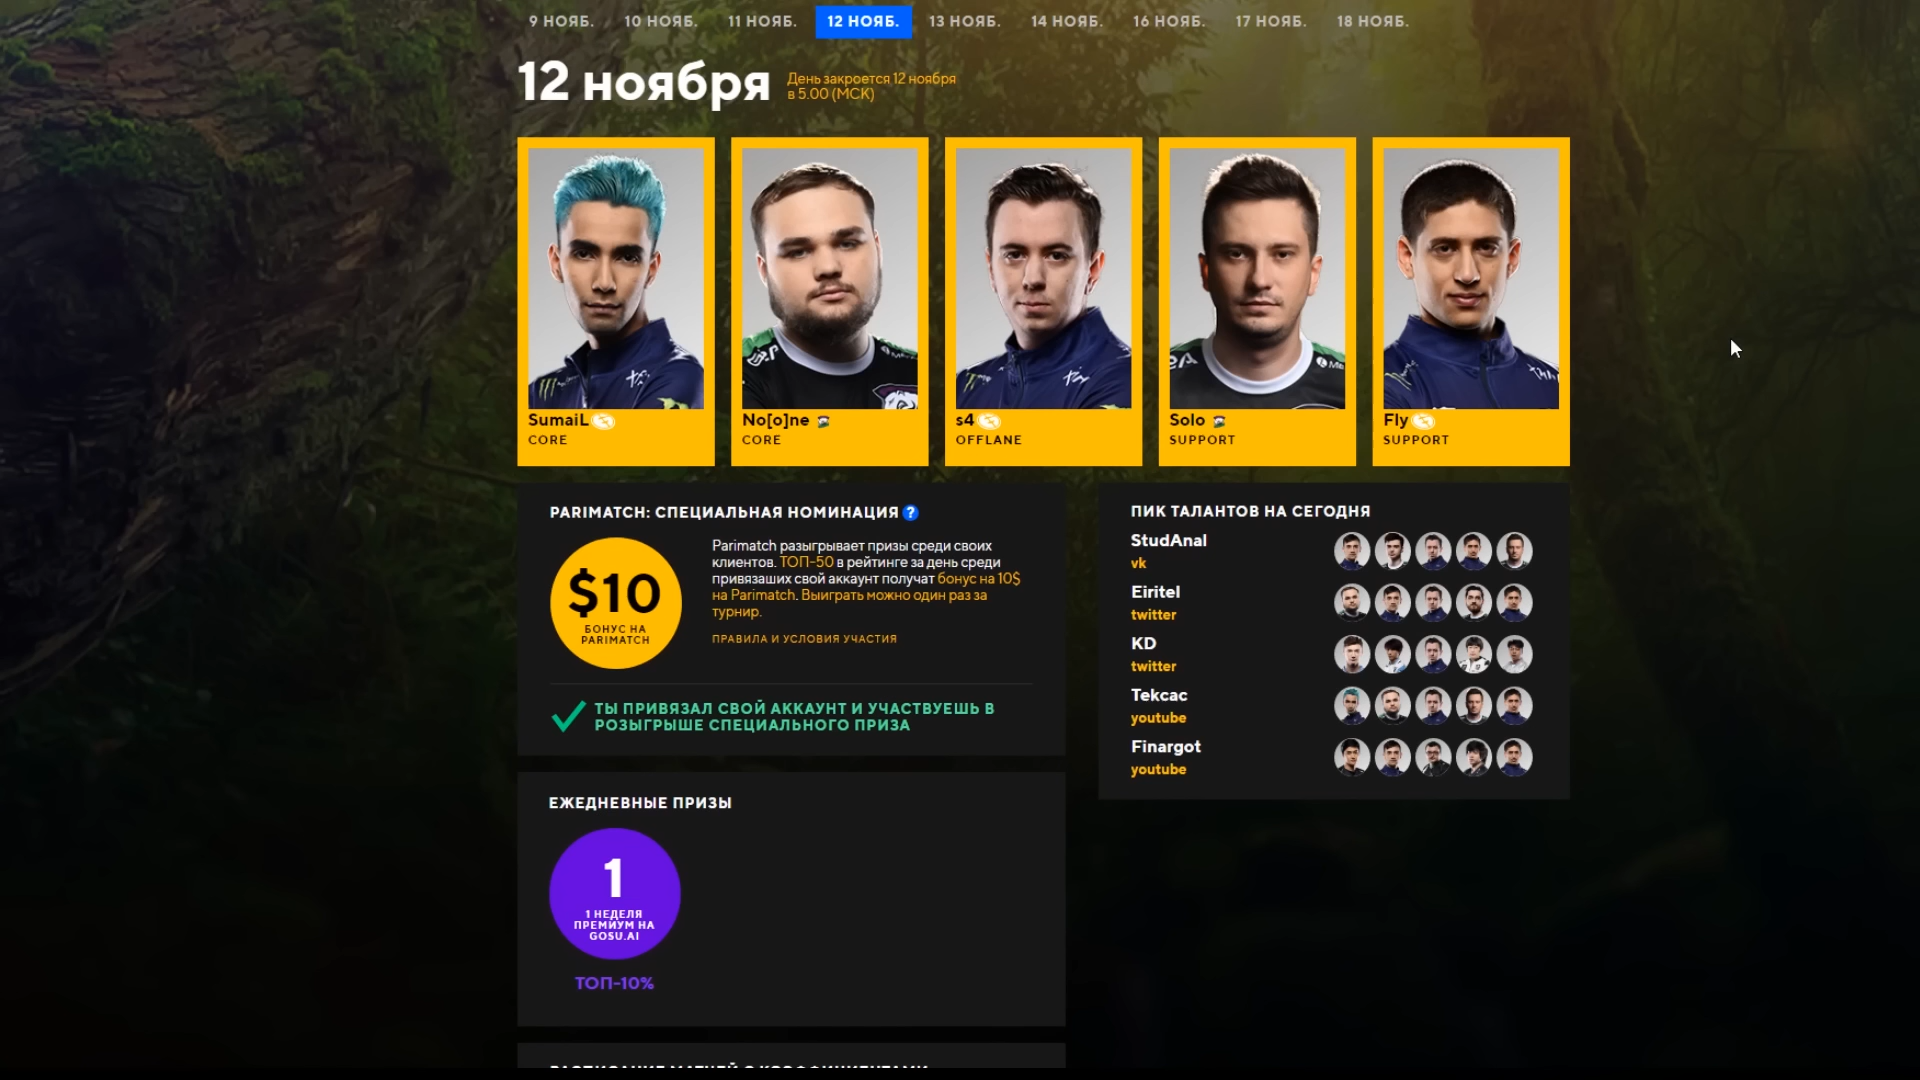 9 НОЯБ. 10 НОЯБ. 11 НОЯБ. 12 НОЯБ. 13 НОЯБ. 14 НОЯБ. 16 НОЯБ. 17 НОЯБ. 18 НОЯБ.
12 ноября
День закроется 12 ноября
в 5.00 (МСК)
SumaiL
CORE
No[o]ne
CORE
s4
OFFLANE
Solo
SUPPORT
Fly
SUPPORT
PARIMATCH: СПЕЦИАЛЬНАЯ НОМИНАЦИЯ ?
$10
БОНУС НА
PARIMATCH
Parimatch разыгрывает призы среди своих
клиентов. ТОП-50 в рейтинге за день среди
привязаших свой аккаунт получат бонус на 10$
на Parimatch. Выиграть можно один раз за
турнир.
ПРАВИЛА И УСЛОВИЯ УЧАСТИЯ
ТЫ ПРИВЯЗАЛ СВОЙ АККАУНТ И УЧАСТВУЕШЬ В
РОЗЫГРЫШЕ СПЕЦИАЛЬНОГО ПРИЗА
ПИК ТАЛАНТОВ НА СЕГОДНЯ
StudAnal
vk
Eiritel
twitter
KD
twitter
Tekcac
youtube
Finargot
youtube
ЕЖЕДНЕВНЫЕ ПРИЗЫ
1
1 НЕДЕЛЯ
ПРЕМИУМ НА
GOSU.AI
ТОП-10%
РАСПИСАНИЕ МАТЧЕЙ С КОЭФФИЦИЕНТАМИ